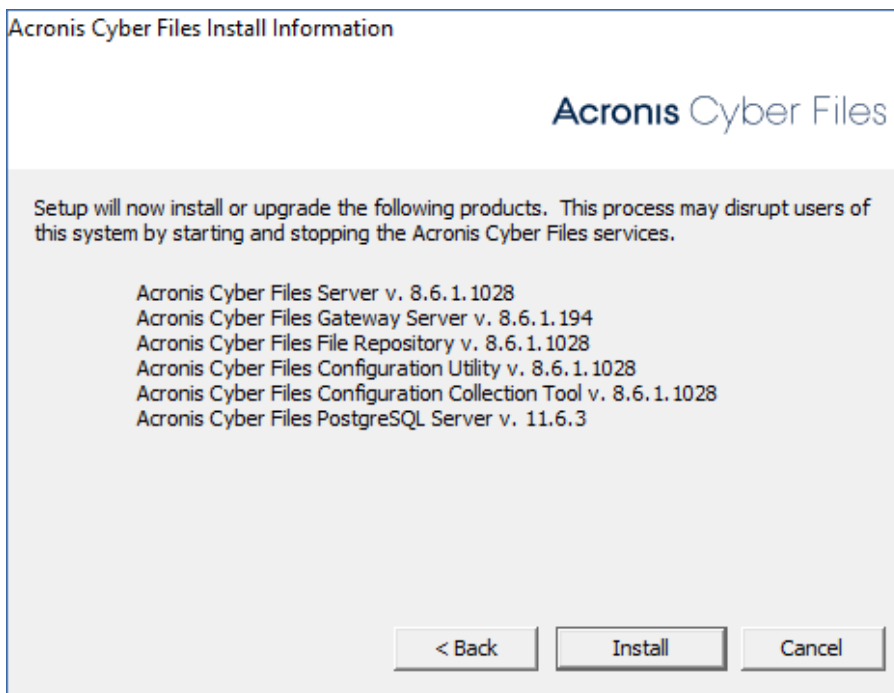 Acronis Cyber Files Install Information
Acronis Cyber Files
Setup will now install or upgrade the following products.  This process may disrupt users of
this system by starting and stopping the Acronis Cyber Files services.
Acronis Cyber Files Server v. 8.6.1.1028
Acronis Cyber Files Gateway Server v. 8.6.1.194
Acronis Cyber Files File Repository v. 8.6.1.1028
Acronis Cyber Files Configuration Utility v. 8.6.1.1028
Acronis Cyber Files Configuration Collection Tool v. 8.6.1.1028
Acronis Cyber Files PostgreSQL Server v. 11.6.3
< Back Install Cancel